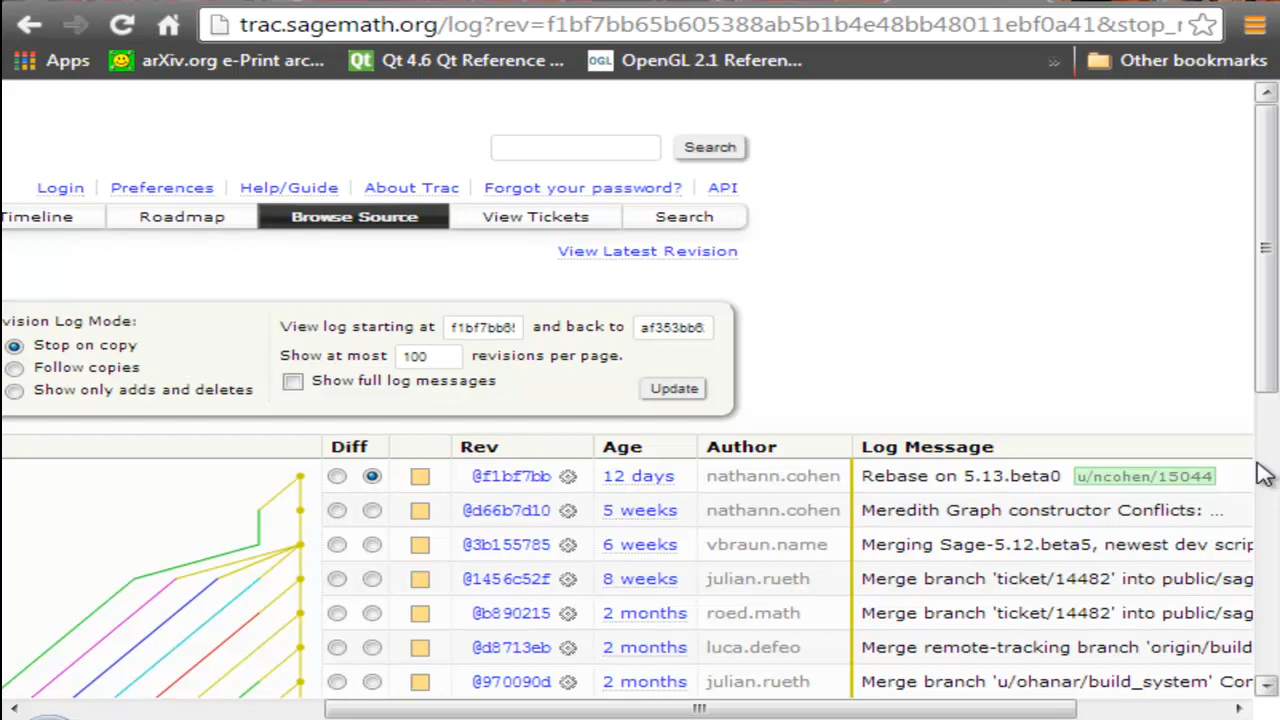 trac.sagemath.org/log?rev=f1bf7bb65b605388ab5b1b4e48bb48011ebf0a41&stop_r
Apps arXiv.org e-Print arc... Qt Qt 4.6 Qt Reference ... OGL OpenGL 2.1 Referen... » Other bookmarks
Search
Login Preferences Help/Guide About Trac Forgot your password? API
Timeline Roadmap Browse Source View Tickets Search
View Latest Revision
vision Log Mode:
Stop on copy
Follow copies
Show only adds and deletes
View log starting at f1bf7bb65 and back to af353bb6
Show at most 100 revisions per page.
Show full log messages
Update
Diff Rev Age Author Log Message
@f1bf7bb 12 days nathann.cohen Rebase on 5.13.beta0 u/ncohen/15044
@d66b7d10 5 weeks nathann.cohen Meredith Graph constructor Conflicts: ...
@3b155785 6 weeks vbraun.name Merging Sage-5.12.beta5, newest dev scrip
@1456c52f 8 weeks julian.rueth Merge branch 'ticket/14482' into public/sag
@b890215 2 months roed.math Merge branch 'ticket/14482' into public/sag
@d8713eb 2 months luca.defeo Merge remote-tracking branch 'origin/build
@970090d 2 months julian.rueth Merge branch 'u/ohanar/build_system' Con